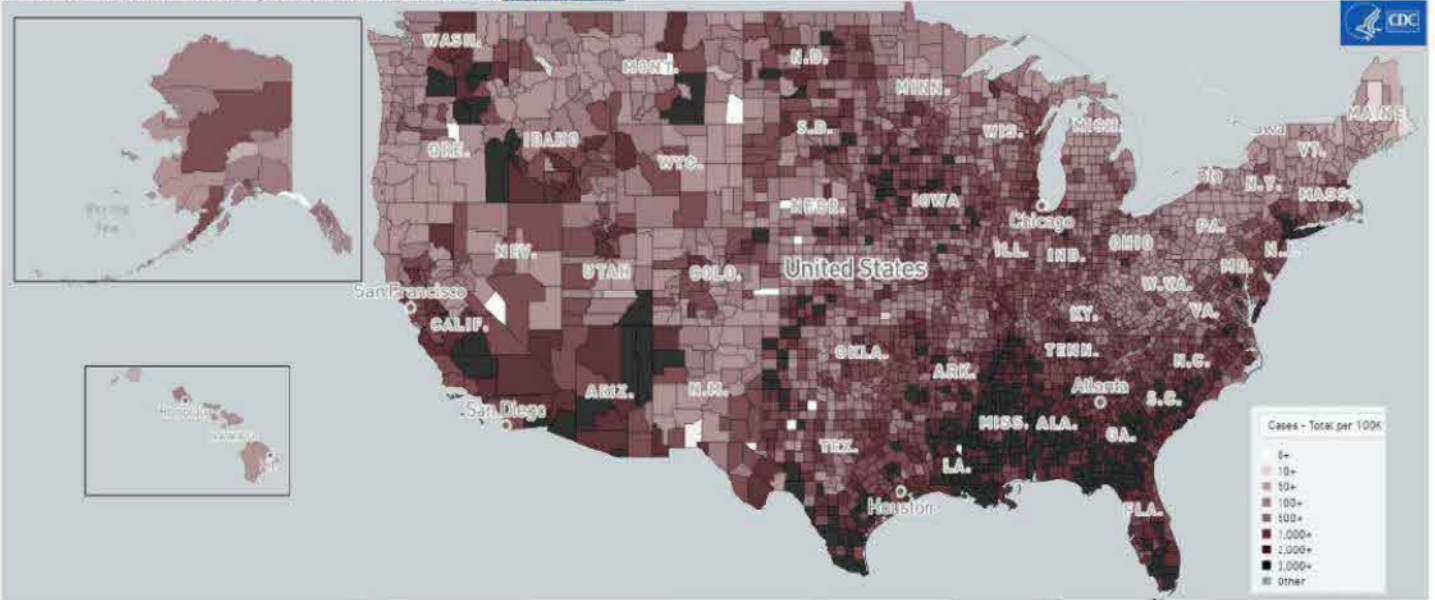 CDC
WASH.
MONT.
N.D.
MINN.
MAINE
ORE.
IDAHO
S.D.
WIS.
MICH.
VT.
WYO.
N.Y.
MASS.
NEBR.
IOWA
Chicago
PA.
NEV.
UTAH
COLO.
United States
ILL.
IND.
OHIO
MD.
N.J.
W.VA.
San Francisco
CALIF.
KY.
VA.
OKLA.
TENN.
ARK.
N.C.
ARIZ.
N.M.
Atlanta
San Diego
S.C.
MISS.
ALA.
GA.
Honolulu
HAWAII
TEX.
LA.
Houston
FLA.
Bering
Sea
Cases - Total per 100K
0+
10+
50+
100+
500+
1,000+
2,000+
3,000+
Other